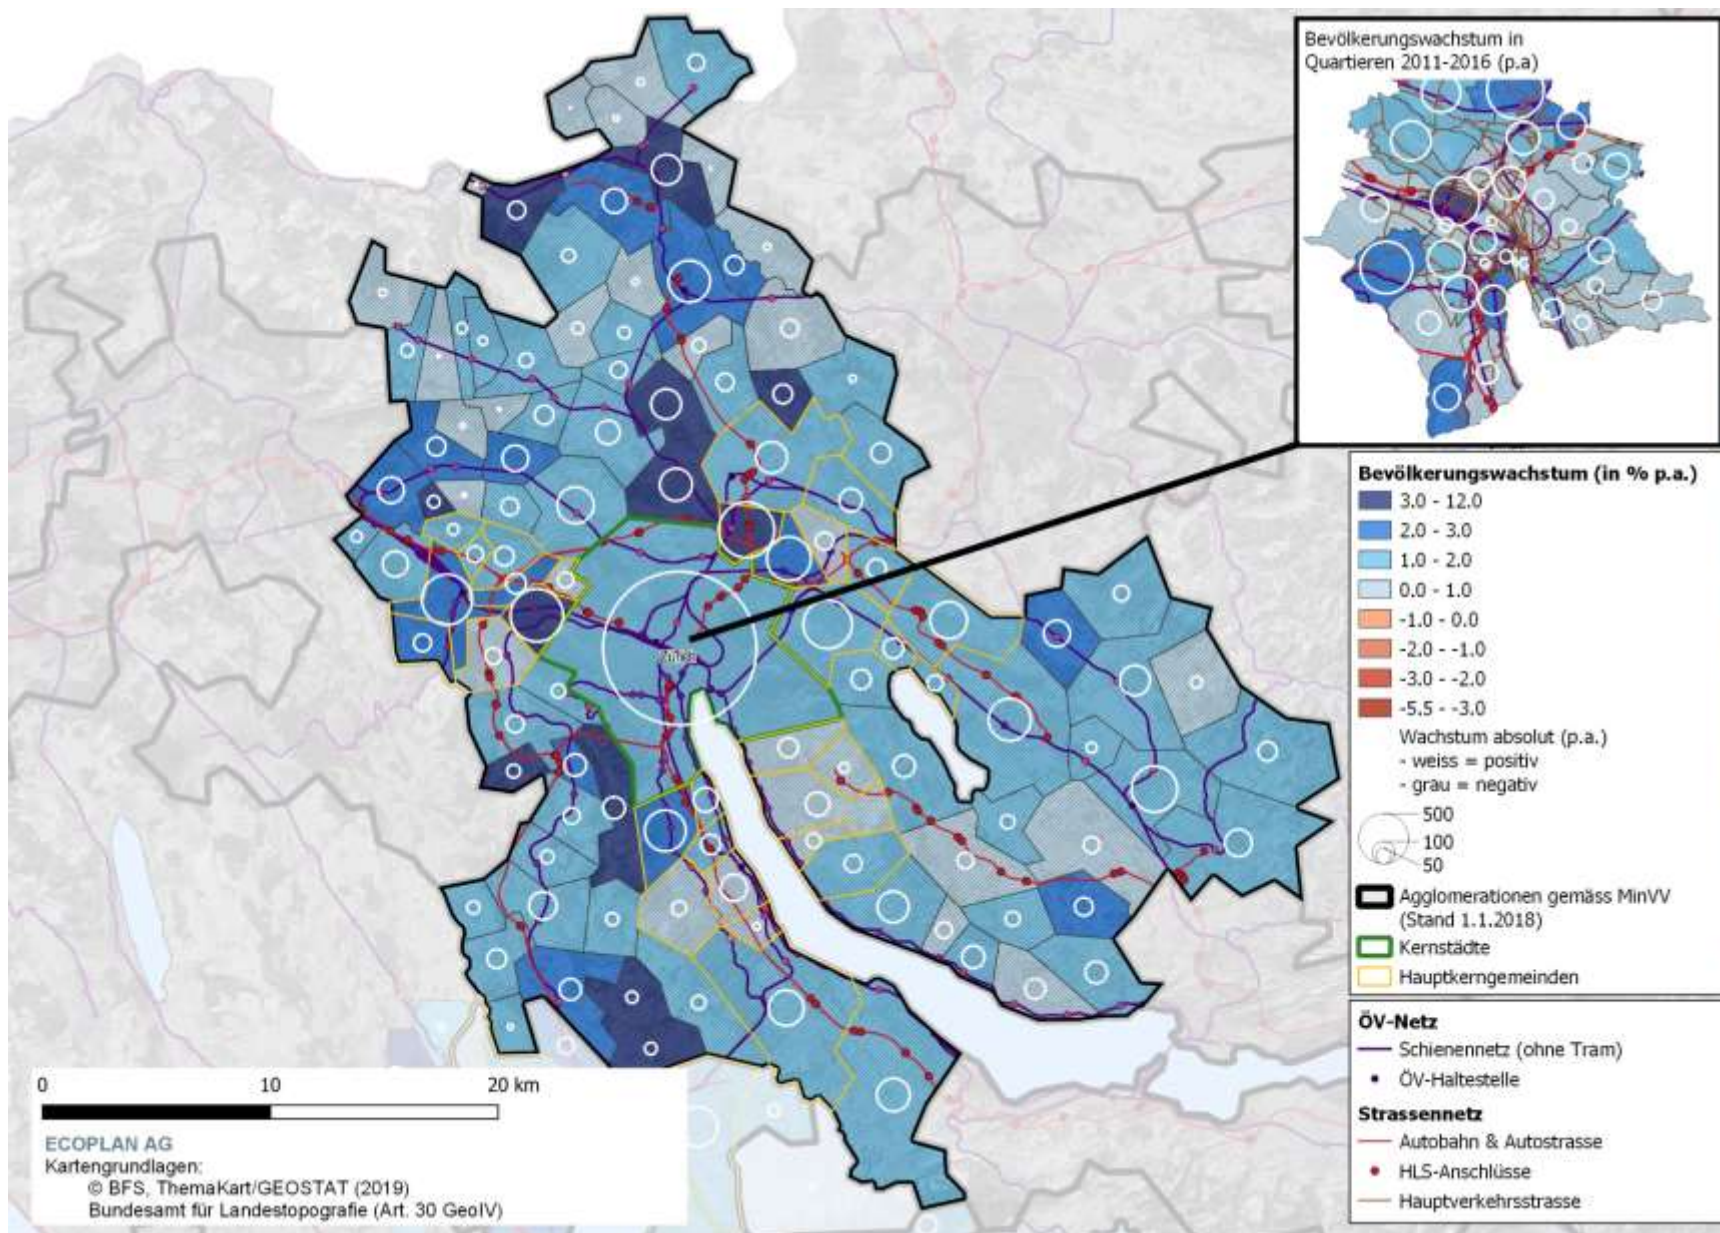 Bevölkerungswachstum in
Quartieren 2011-2016 (p.a)
Zürich
Bevölkerungswachstum (in % p.a.)
3.0 - 12.0
2.0 - 3.0
1.0 - 2.0
0.0 - 1.0
-1.0 - 0.0
-2.0 - -1.0
-3.0 - -2.0
-5.5 - -3.0
Wachstum absolut (p.a.)
- weiss = positiv
- grau = negativ
500
100
50
Agglomerationen gemäss MinVV
(Stand 1.1.2018)
Kernstädte
Hauptkerngemeinden
ÖV-Netz
Schienennetz (ohne Tram)
ÖV-Haltestelle
Strassennetz
Autobahn & Autostrasse
HLS-Anschlüsse
Hauptverkehrsstrasse
0 10 20 km
ECOPLAN AG
Kartengrundlagen:
© BFS, ThemaKart/GEOSTAT (2019)
Bundesamt für Landestopografie (Art. 30 GeoIV)